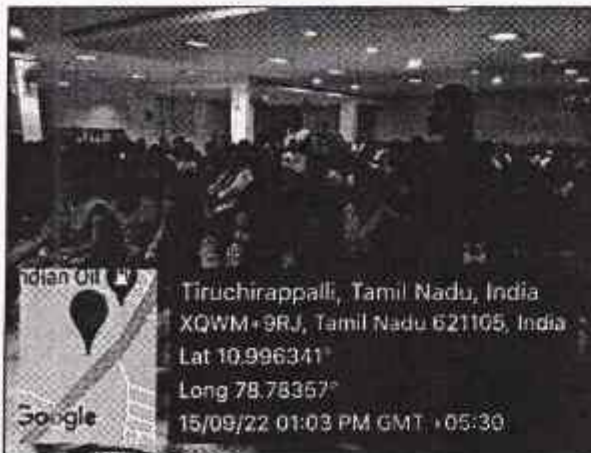 Indian Oil
Google
Tiruchirappalli, Tamil Nadu, India
XQWM+9RJ, Tamil Nadu 621105, India
Lat 10.996341°
Long 78.78357°
15/09/22 01:03 PM GMT +05:30